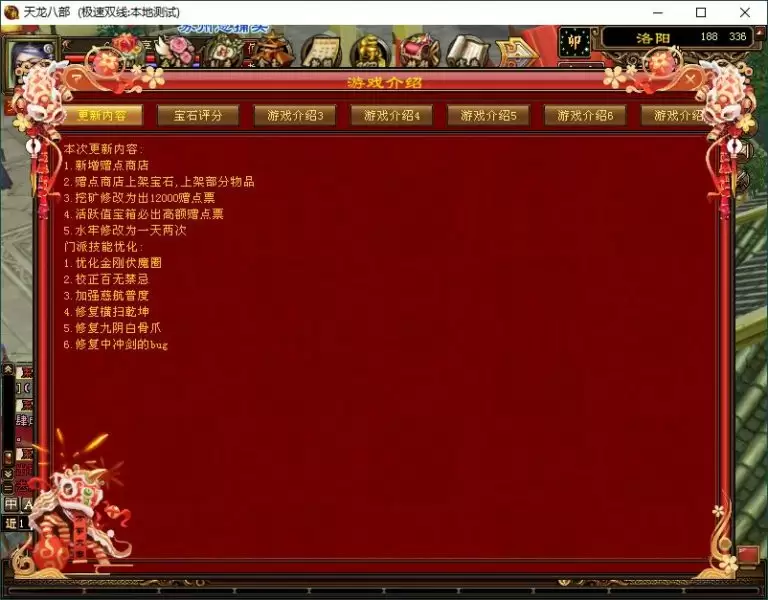 天龙八部 (极速双线:本地测试)
卯
洛阳 188 336
游戏介绍
更新内容 宝石评分 游戏介绍3 游戏介绍4 游戏介绍5 游戏介绍6 游戏介绍
本次更新内容:
1.新增赠点商店
2.赠点商店上架宝石,上架部分物品
3.挖矿修改为出12000赠点票
4.活跃值宝箱必出高额赠点票
5.水牢修改为一天两次
门派技能优化:
1.优化金刚伏魔圈
2.校正百无禁忌
3.加强慈航普度
4.修复横扫乾坤
5.修复九阴白骨爪
6.修复中冲剑的bug
近1